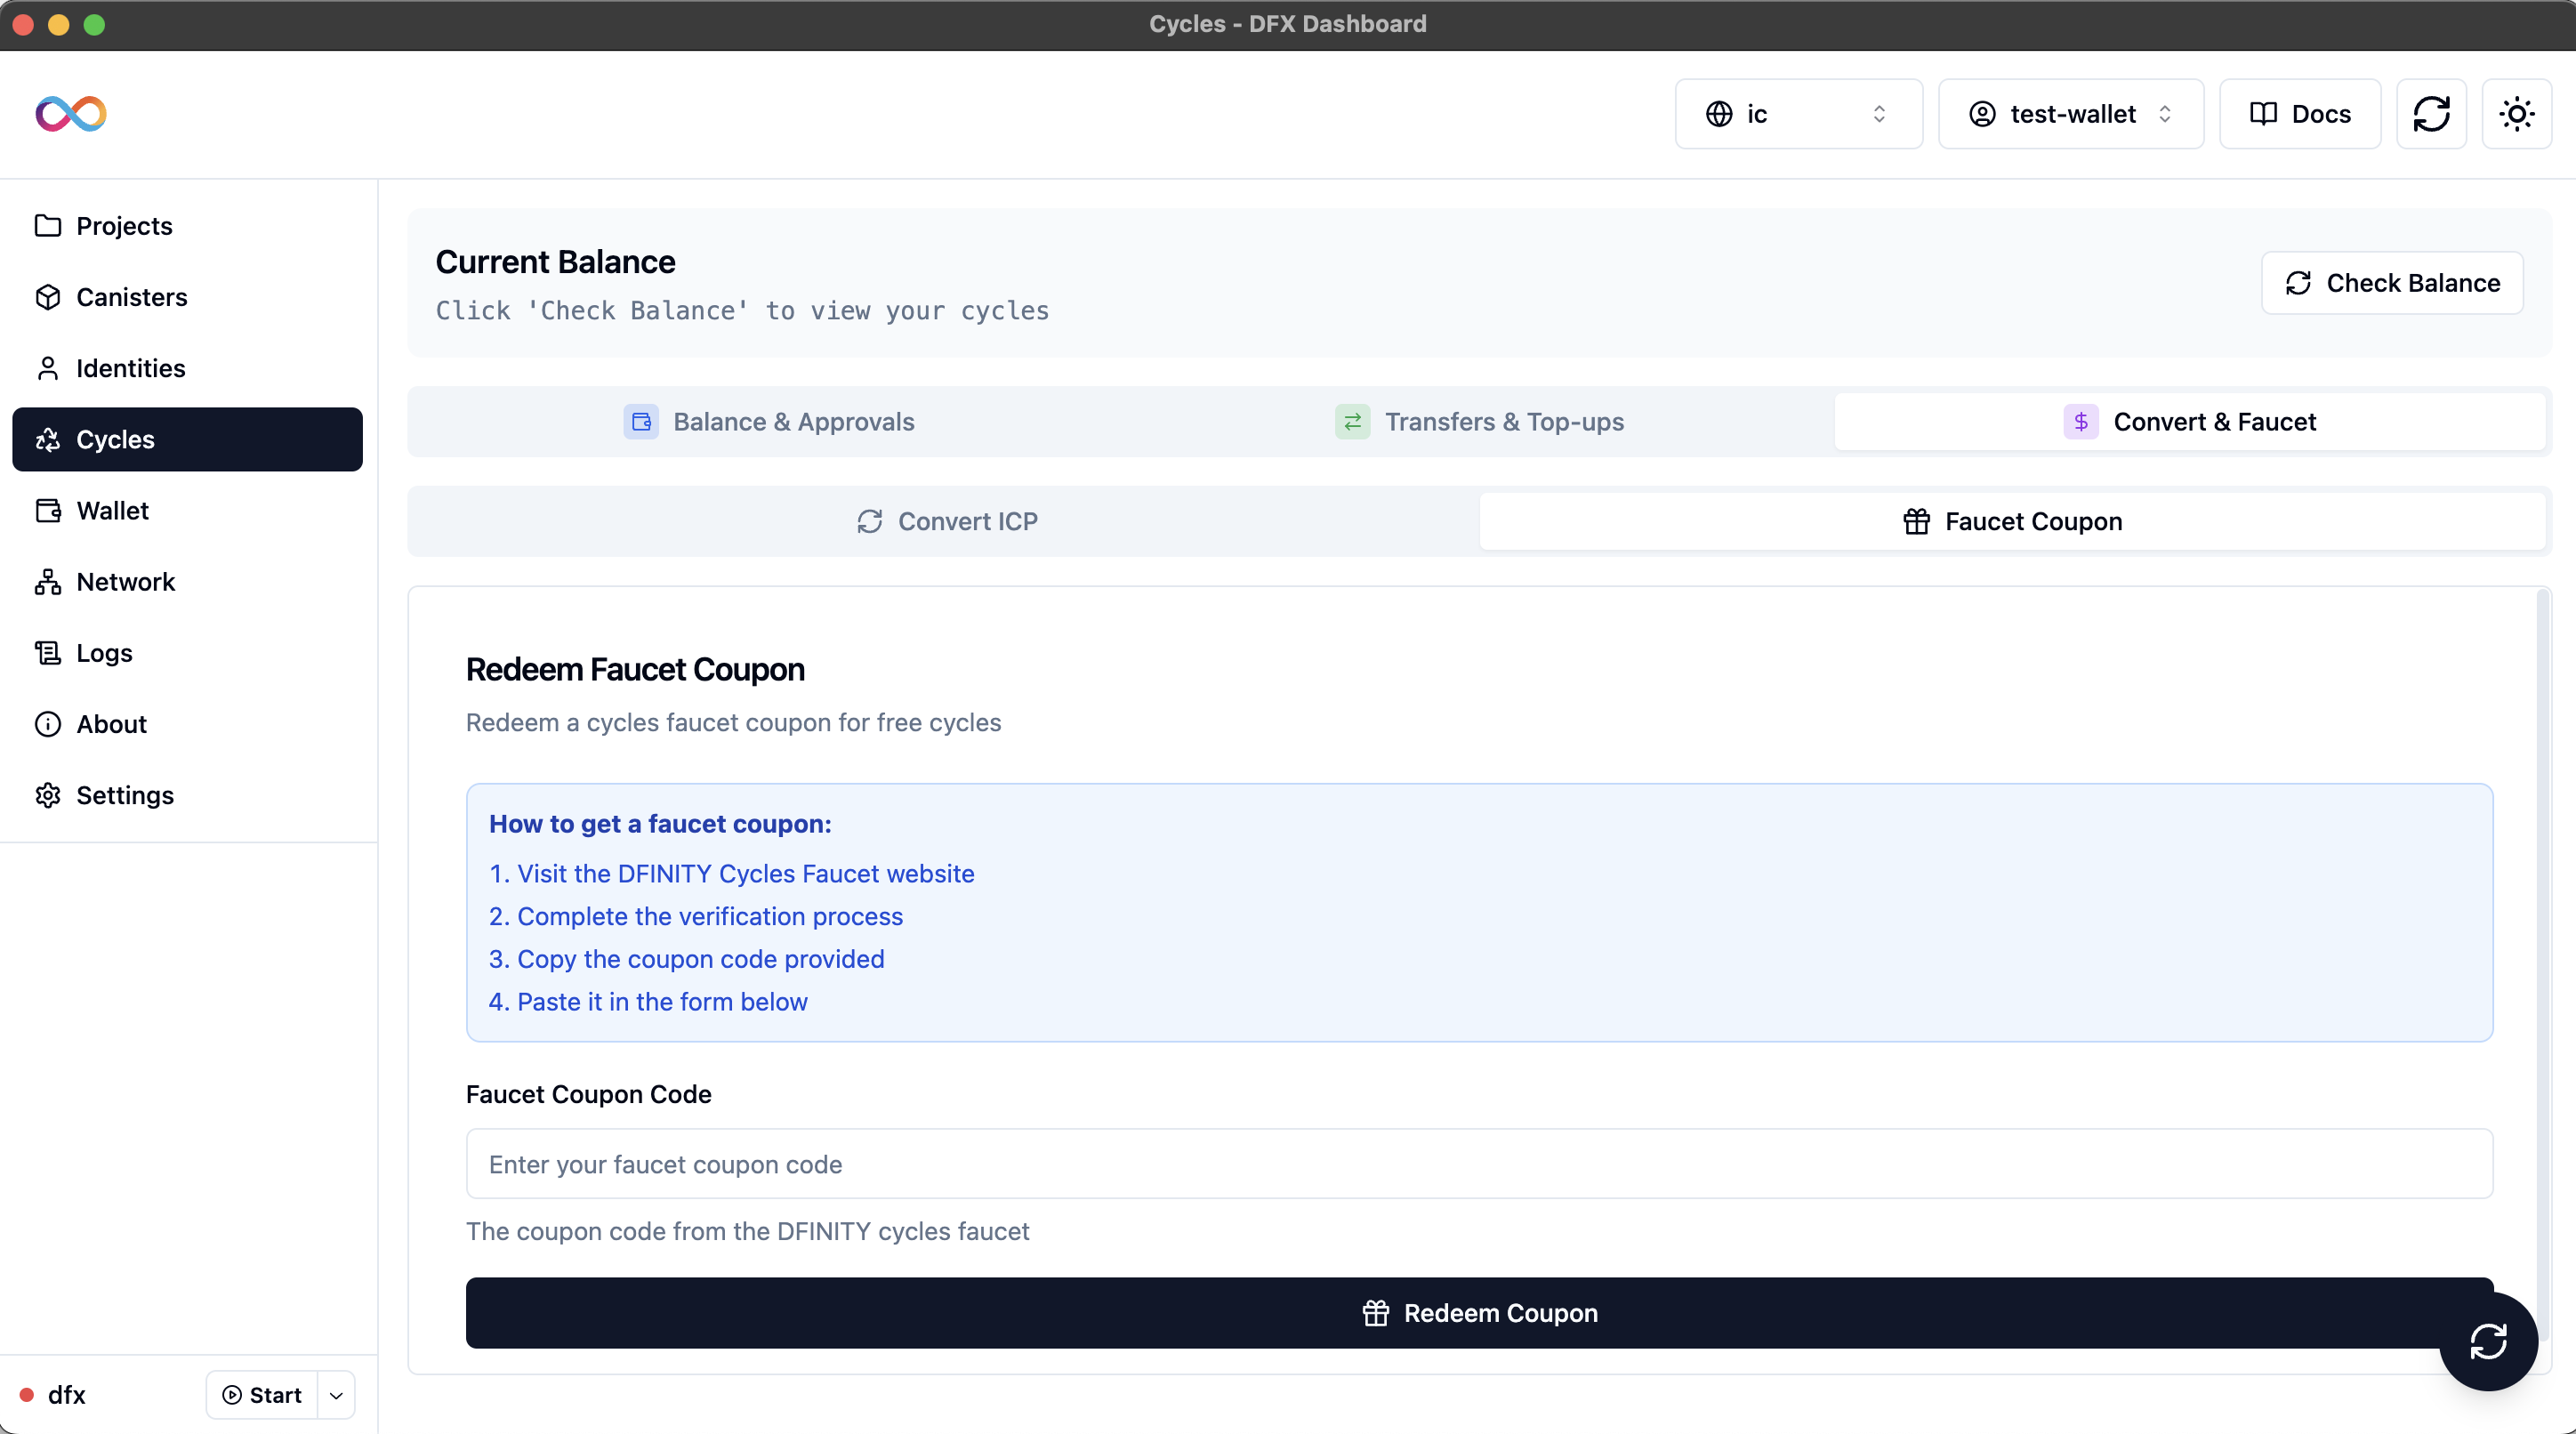 Cycles - DFX Dashboard
ic
test-wallet
Docs
Projects
Canisters
Identities
Cycles
Wallet
Network
Logs
About
Settings
dfx
Start
Current Balance
Click 'Check Balance' to view your cycles
Check Balance
Balance & Approvals
Transfers & Top-ups
Convert & Faucet
Convert ICP
Faucet Coupon
Redeem Faucet Coupon
Redeem a cycles faucet coupon for free cycles
How to get a faucet coupon:
1. Visit the DFINITY Cycles Faucet website
2. Complete the verification process
3. Copy the coupon code provided
4. Paste it in the form below
Faucet Coupon Code
Enter your faucet coupon code
The coupon code from the DFINITY cycles faucet
Redeem Coupon